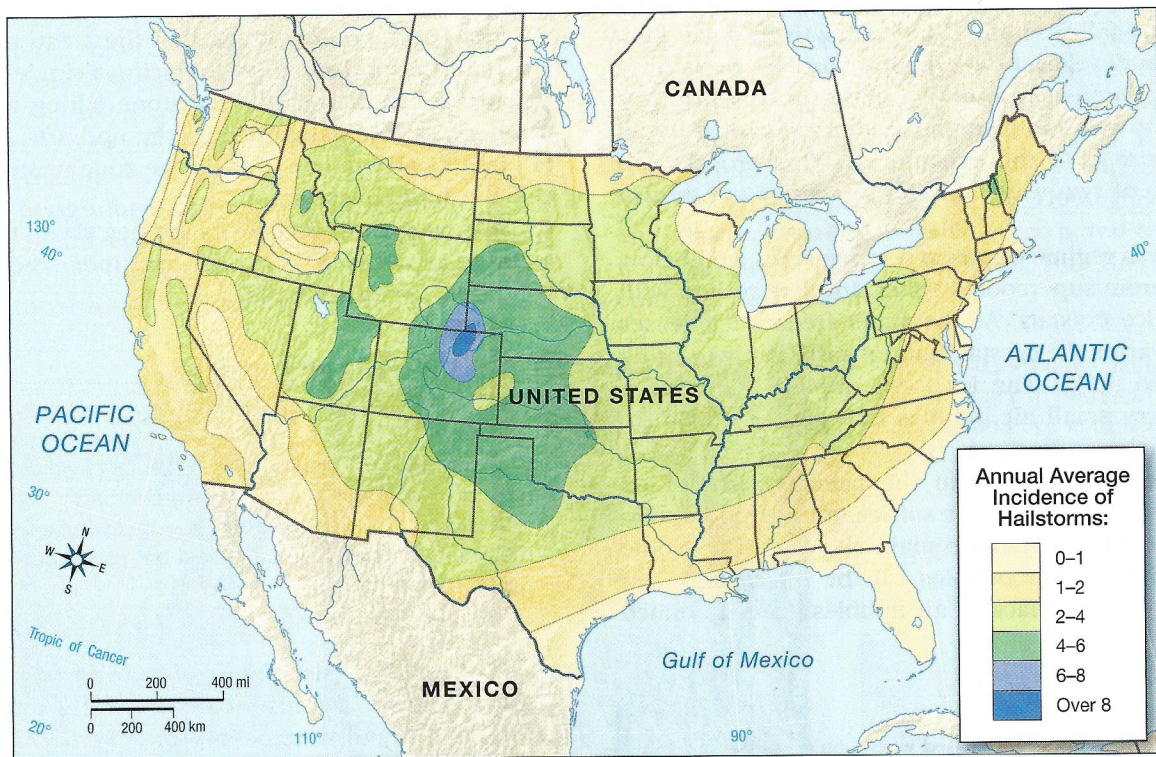 CANADA
130°
40°
40°
UNITED STATES
ATLANTIC
OCEAN
PACIFIC
OCEAN
30°
N
W
E
S
Tropic of Cancer
0 200 400 mi
0 200 400 km
MEXICO
Gulf of Mexico
20°
110°
90°
Annual Average
Incidence of
Hailstorms:
0–1
1–2
2–4
4–6
6–8
Over 8